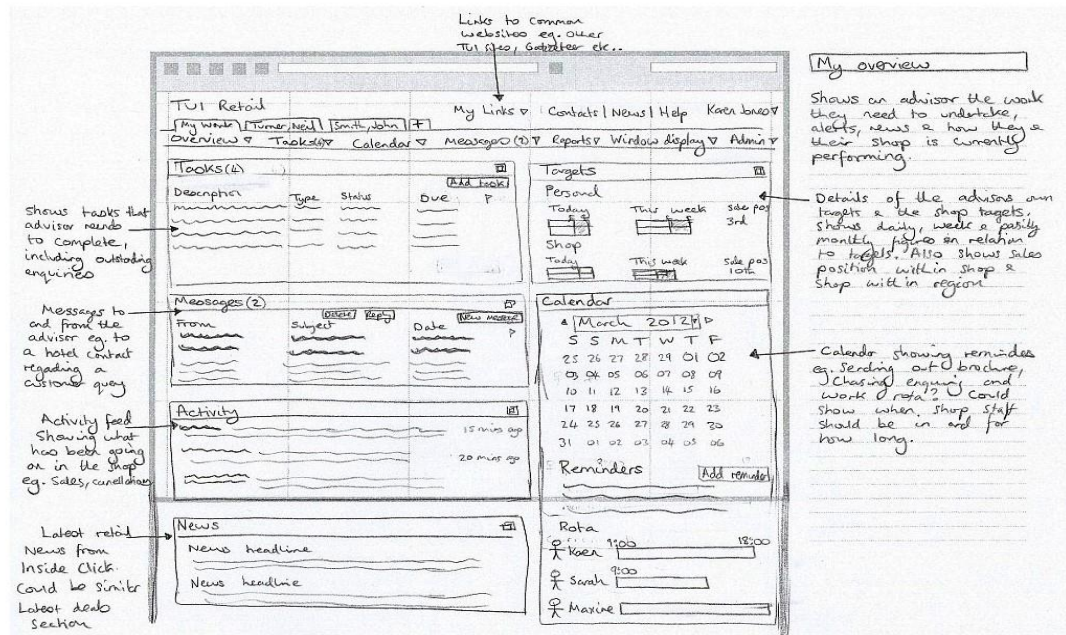 Links to common
websites eg. other
TUI sites, Gazetteer etc..
My overview
Shows an advisor the work
they need to undertake,
alerts, news & how they &
their shop is currently
performing.
TUI Retail
My Links ▽ | Contacts | News | Help Karen Jones ▽
My Work Turner, Neil Smith, John +
Overview ▽ Tasks(4) ▽ Calendar ▽ Messages (2) ▽ Reports ▽ Window display ▽ Admin ▽
Tasks (4)
Add task
Description Type Status Due
Shows tasks that
advisor needs
to complete,
including outstanding
enquiries
Targets
Personal
Today This week Sale pos
3rd
Shop
Today This week Sale pos
10th
Details of the advisors own
targets & the shop targets.
Shows daily, week & possibly
monthly figures in relation
to targets. Also shows sales
position within shop &
shop within region
Messages (2)
Delete Reply New message
From Subject Date
Messages to
and from the
advisor eg. to
a hotel contact
regarding a
customer query
Calendar
March 2012
S S M T W T F
25 26 27 28 29 01 02
03 04 05 06 07 08 09
10 11 12 13 14 15 16
17 18 19 20 21 22 23
24 25 26 27 28 29 30
31 01 02 03 04 05 06
Calendar showing reminders
eg. Sending out brochure,
chasing enquiry and
work rota? Could
show when shop staff
should be in and for
how long.
Activity
15 mins ago
20 mins ago
Activity feed
Showing what
has been going
on in the shop
eg. Sales, cancellations
Reminders
Add reminder
News
News headline
News headline
Latest retail
News from
Inside Click.
Could be similar
Latest deals
section
Rota
9:00 18:00
Karen
9:00
Sarah
Maxine